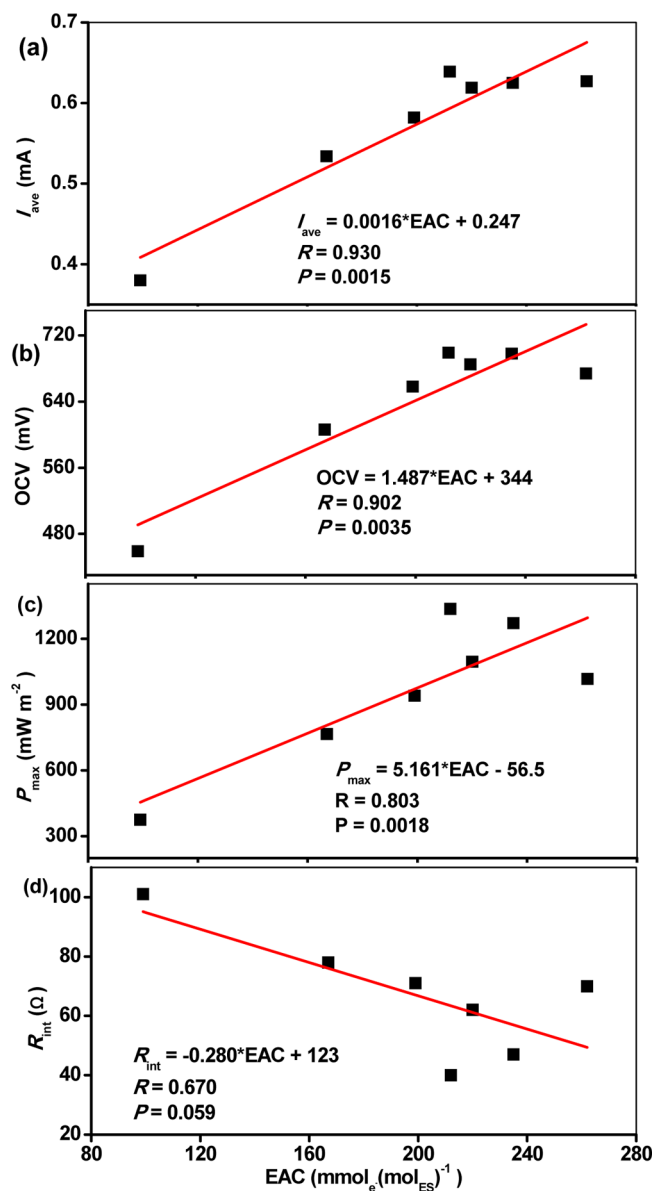 (a)
0.7
0.6
0.5
0.4
I_ave (mA)
I_ave = 0.0016*EAC + 0.247
R = 0.930
P = 0.0015
(b)
720
640
560
480
OCV (mV)
OCV = 1.487*EAC + 344
R = 0.902
P = 0.0035
(c)
1200
900
600
300
P_max (mW m⁻²)
P_max = 5.161*EAC - 56.5
R = 0.803
P = 0.0018
(d)
100
80
60
40
20
R_int (Ω)
R_int = -0.280*EAC + 123
R = 0.670
P = 0.059
80 120 160 200 240 280
EAC (mmol_e-(mol_ES)⁻¹